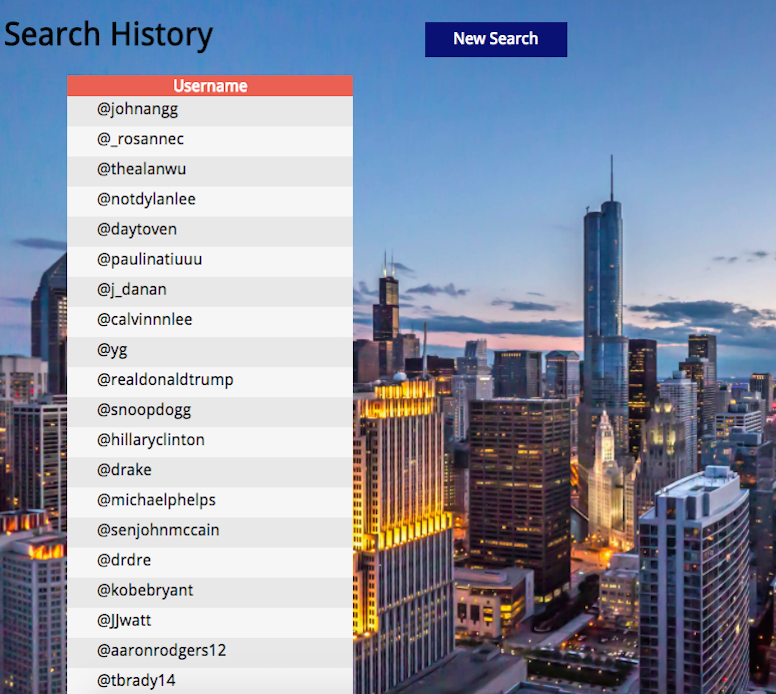 Search History
New Search
Username
@johnangg
@_rosannec
@thealanwu
@notdylanlee
@daytoven
@paulinatiuuu
@j_danan
@calvinnnlee
@yg
@realdonaldtrump
@snoopdogg
@hillaryclinton
@drake
@michaelphelps
@senjohnmccain
@drdre
@kobebryant
@JJwatt
@aaronrodgers12
@tbrady14